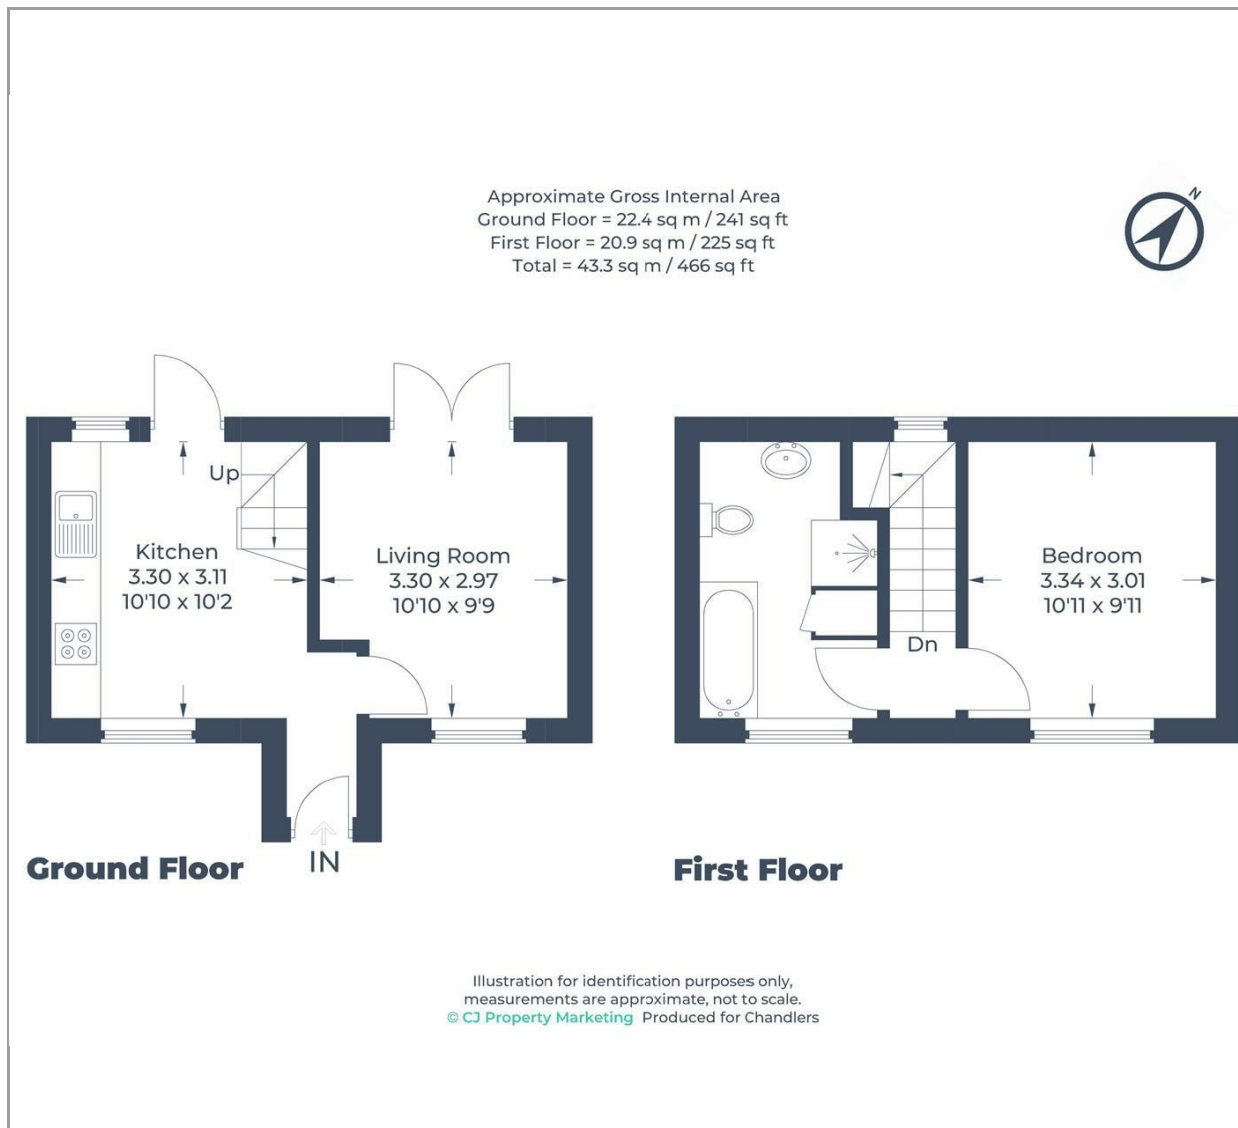 Approximate Gross Internal Area
Ground Floor = 22.4 sq m / 241 sq ft
First Floor = 20.9 sq m / 225 sq ft
Total = 43.3 sq m / 466 sq ft
N
Up
Kitchen
3.30 x 3.11
10'10 x 10'2
Living Room
3.30 x 2.97
10'10 x 9'9
Bedroom
3.34 x 3.01
10'11 x 9'11
Dn
IN
Ground Floor
First Floor
Illustration for identification purposes only,
measurements are approximate, not to scale.
© CJ Property Marketing Produced for Chandlers